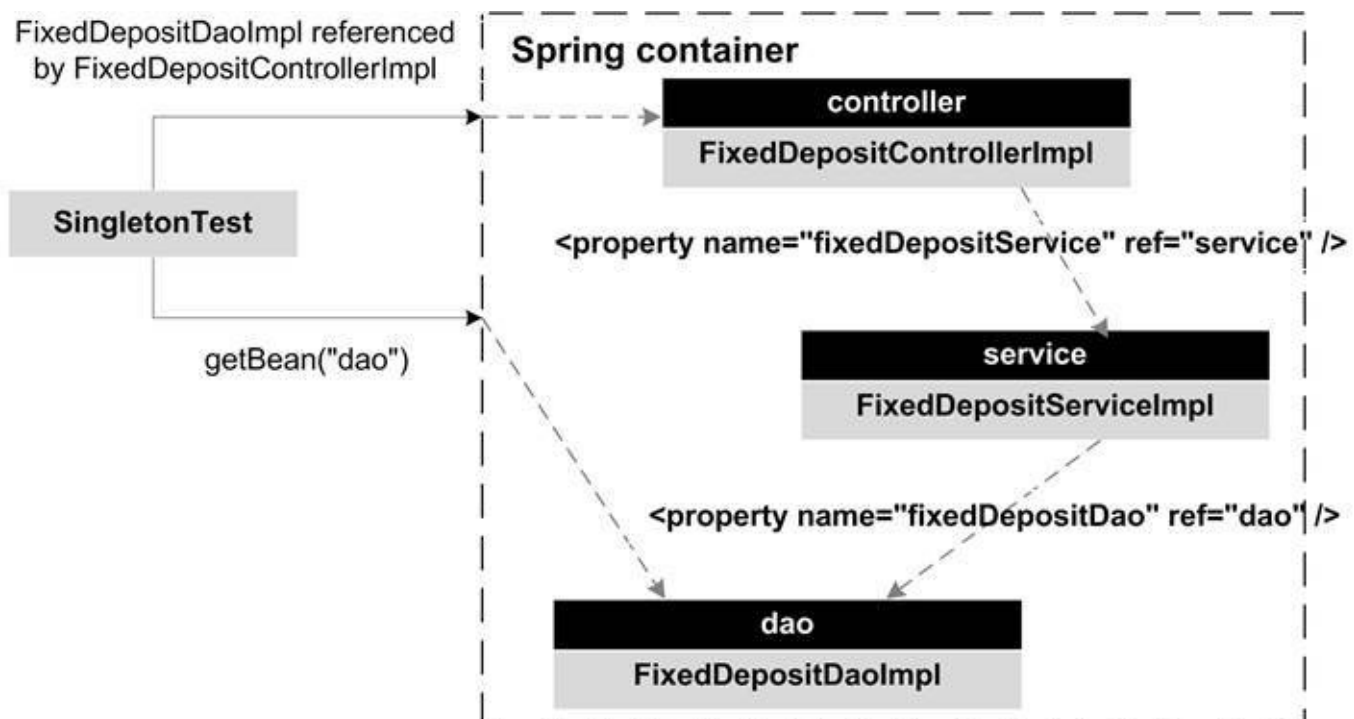 FixedDepositDaoImpl referenced
by FixedDepositControllerImpl
Spring container
controller
FixedDepositControllerImpl
SingletonTest
<property name="fixedDepositService" ref="service" />
getBean("dao")
service
FixedDepositServiceImpl
<property name="fixedDepositDao" ref="dao" />
dao
FixedDepositDaoImpl